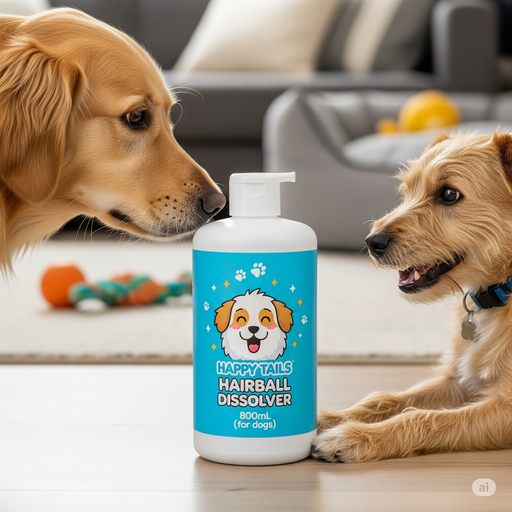 HAPPY TAILS
HAIRBALL
DISSOLVER
800mL
(for dogs)
ai